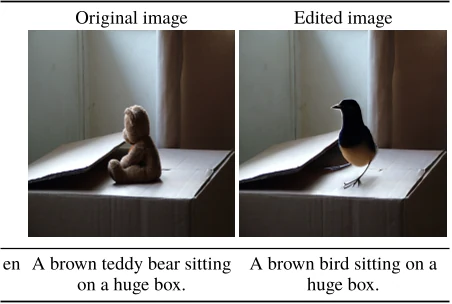 Original image Edited image
en A brown teddy bear sitting on a huge box. A brown bird sitting on a huge box.